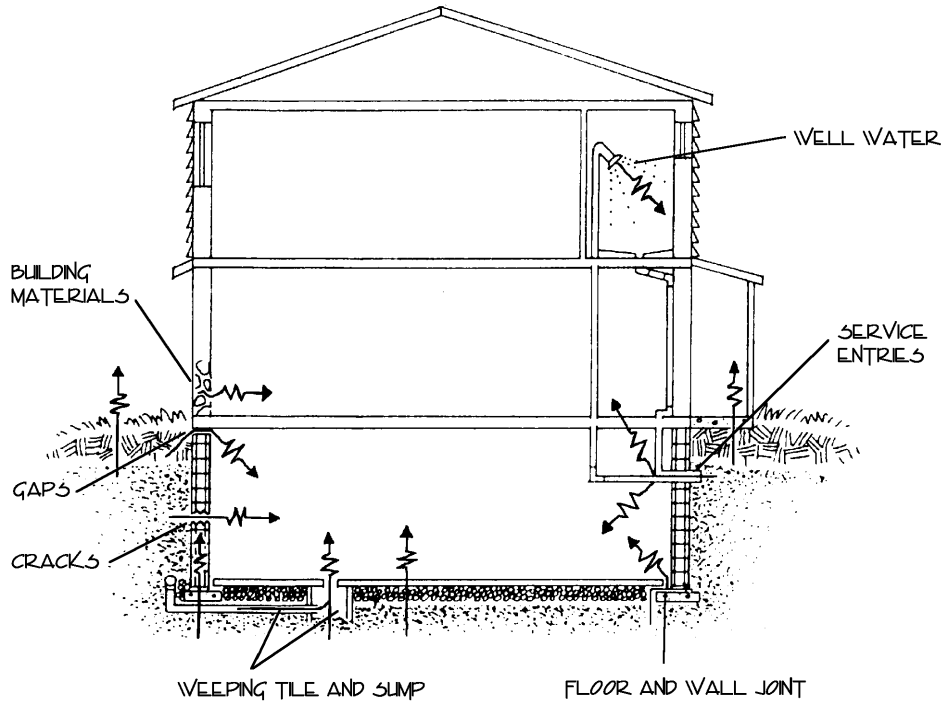 WELL WATER
BUILDING
MATERIALS
SERVICE
ENTRIES
GAPS
CRACKS
WEEPING TILE AND SUMP
FLOOR AND WALL JOINT